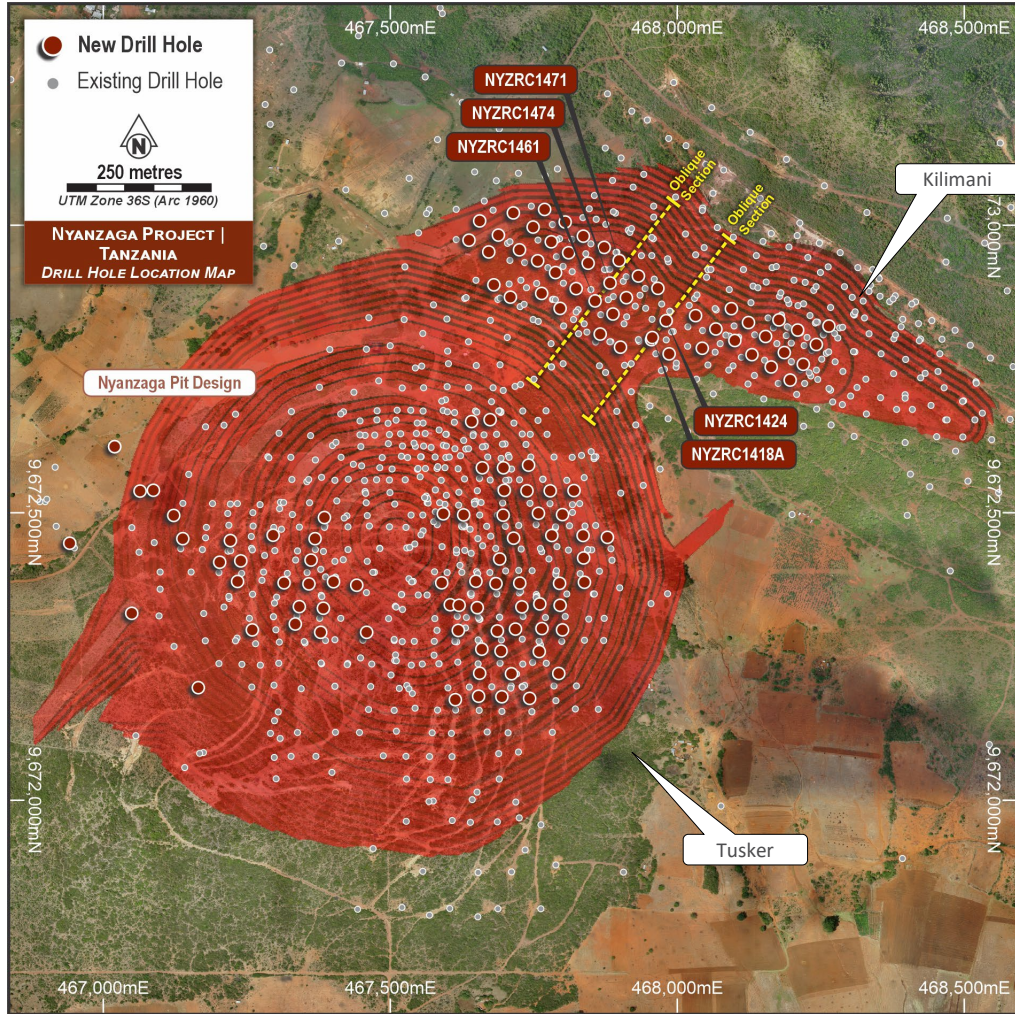 467,500mE
468,000mE
468,500mE
New Drill Hole
Existing Drill Hole
N
250 metres
UTM Zone 36S (Arc 1960)
NYANZAGA PROJECT |
TANZANIA
DRILL HOLE LOCATION MAP
NYZRC1471
NYZRC1474
NYZRC1461
Oblique
Section
Oblique
Section
Kilimani
73,000mN
Nyanzaga Pit Design
NYZRC1424
NYZRC1418A
9,672,500mN
9,672,500mN
9,672,000mN
9,672,000mN
Tusker
467,000mE
467,500mE
468,000mE
468,500mE